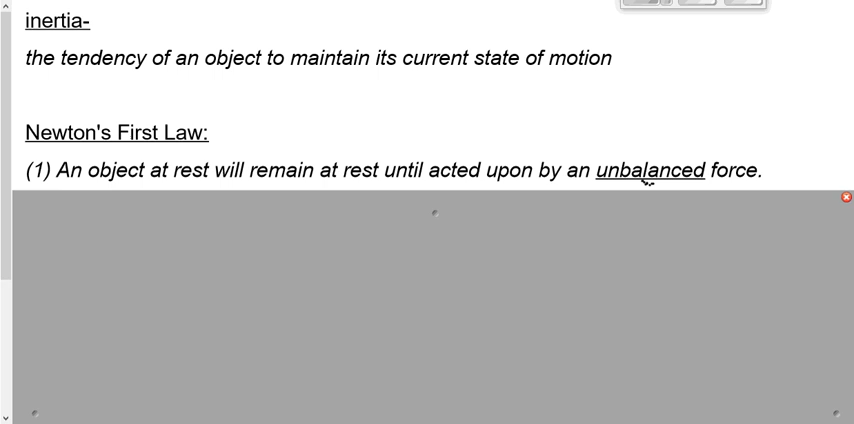 inertia-
the tendency of an object to maintain its current state of motion
Newton's First Law:
(1) An object at rest will remain at rest until acted upon by an unbalanced force.